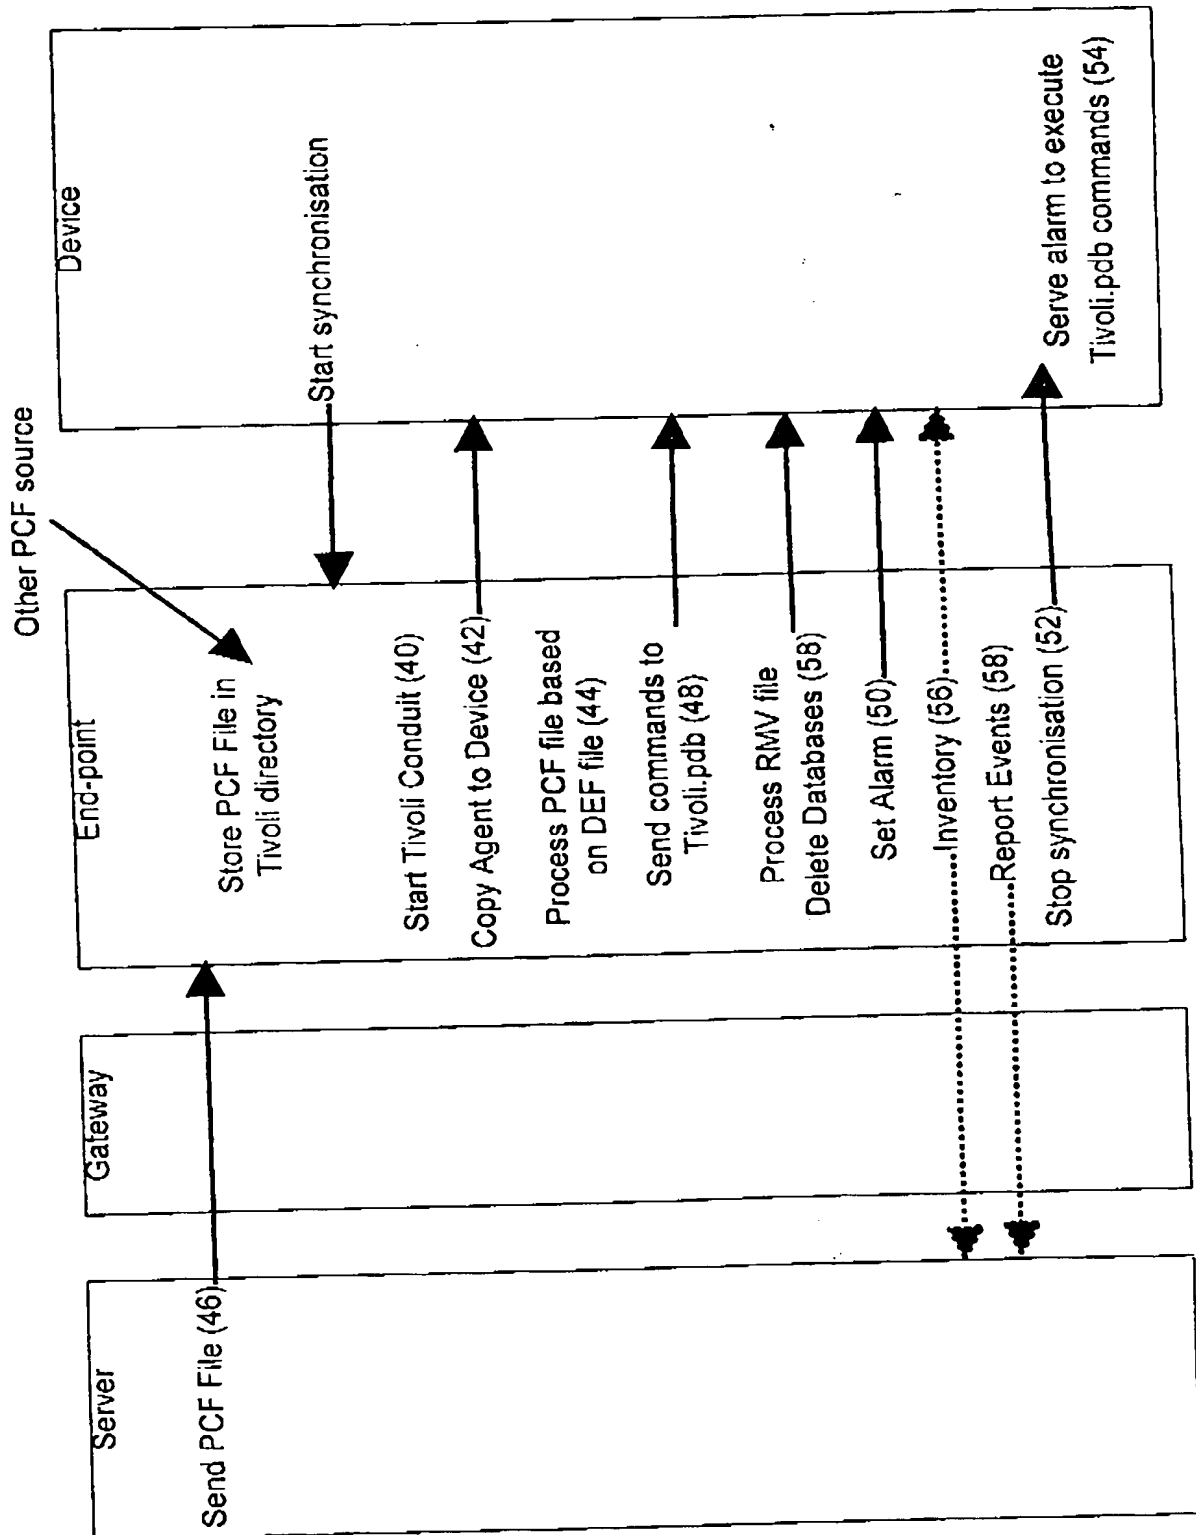 Server
Gateway
End-point
Device
Other PCF source
Send PCF File (46)
Store PCF File in
Tivoli directory
Start synchronisation
Start Tivoli Conduit (40)
Copy Agent to Device (42)
Process PCF file based
on DEF file (44)
Send commands to
Tivoli.pdb (48)
Process RMV file
Delete Databases (58)
Set Alarm (50)
Inventory (56)
Report Events (58)
Stop synchronisation (52)
Serve alarm to execute
Tivoli.pdb commands (54)